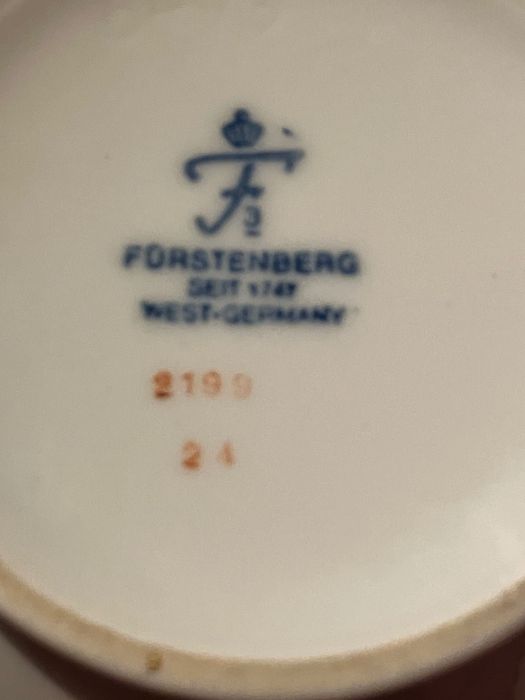 F
FÜRSTENBERG
SEIT 1747
WEST-GERMANY
2199
24